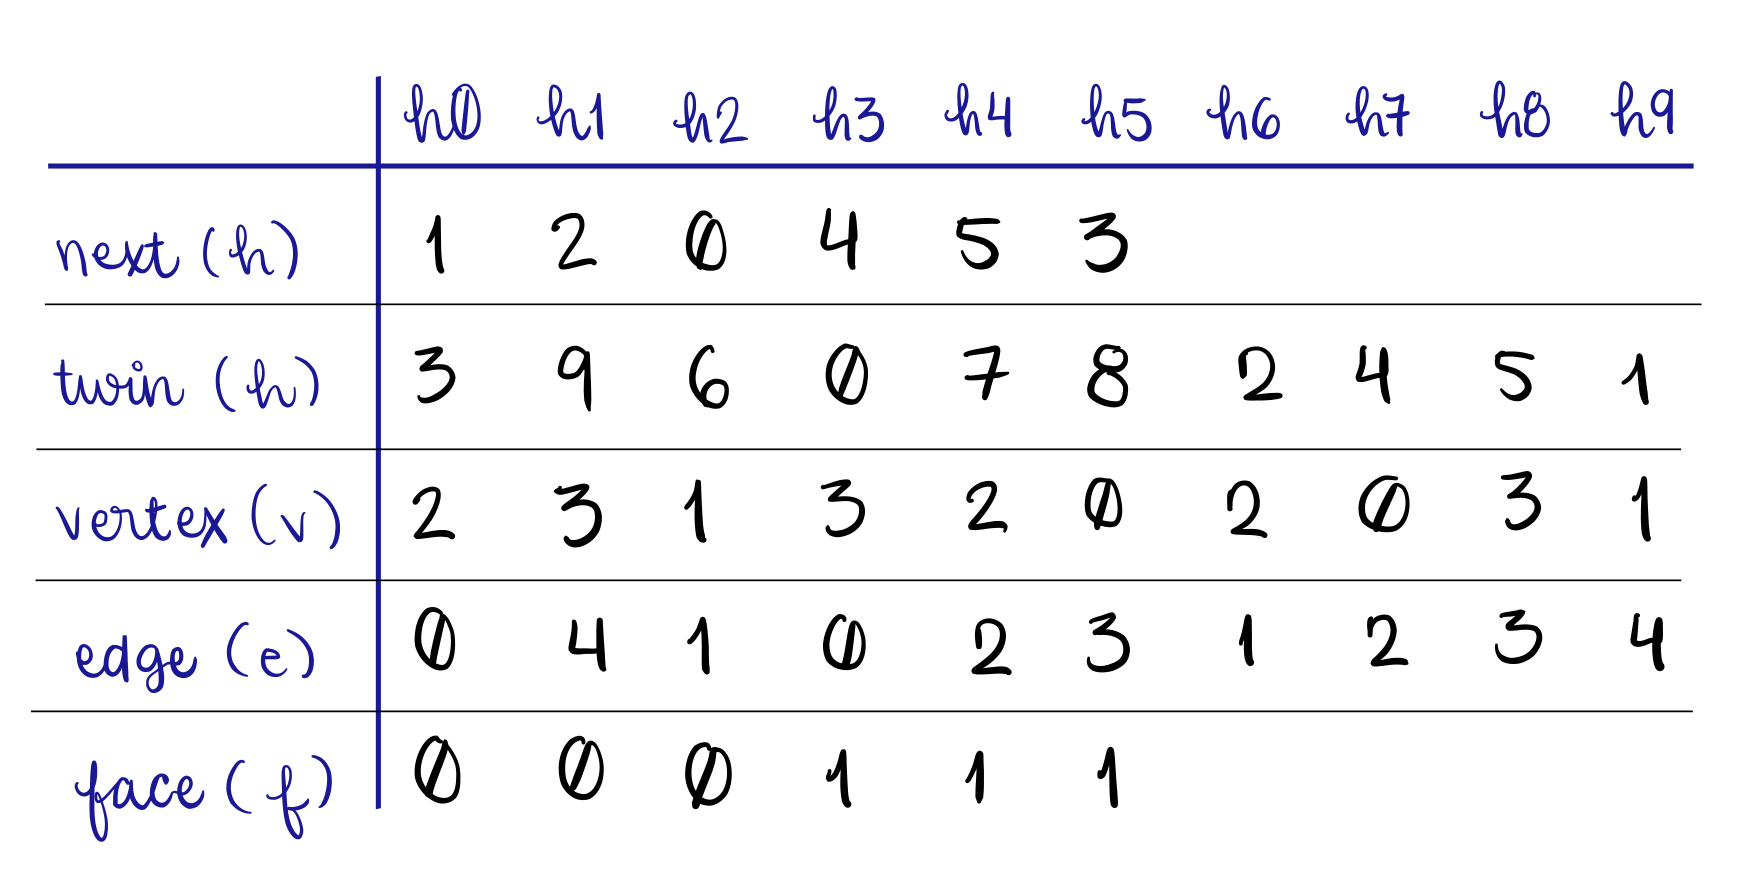 h0 h1 h2 h3 h4 h5 h6 h7 h8 h9
next (h) 1 2 0 4 5 3
twin (h) 3 9 6 0 7 8 2 4 5 1
vertex (v) 2 3 1 3 2 0 2 0 3 1
edge (e) 0 4 1 0 2 3 1 2 3 4
face (f) 0 0 0 1 1 1